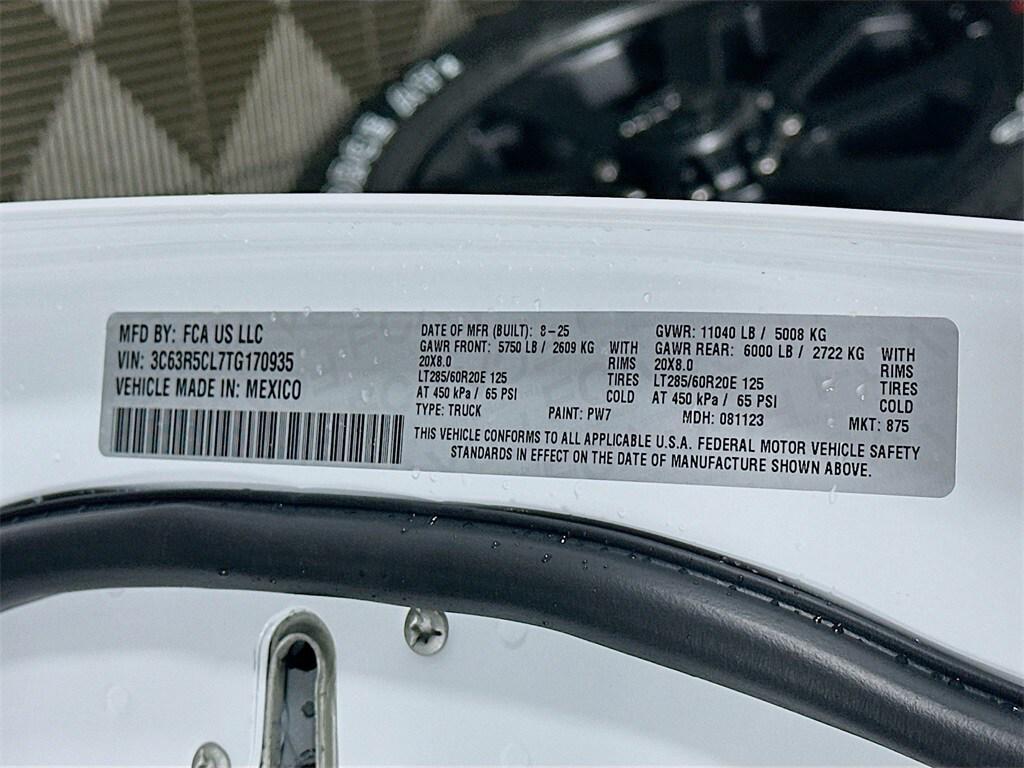 MFD BY: FCA US LLC
VIN: 3C63R5CL7TG170935
VEHICLE MADE IN: MEXICO
DATE OF MFR (BUILT): 8-25
GAWR FRONT: 5750 LB / 2609 KG WITH
20X8.0 RIMS
LT285/60R20E 125 TIRES
AT 450 kPa / 65 PSI COLD
TYPE: TRUCK PAINT: PW7
GVWR: 11040 LB / 5008 KG
GAWR REAR: 6000 LB / 2722 KG WITH
20X8.0 RIMS
LT285/60R20E 125 TIRES
AT 450 kPa / 65 PSI COLD
MDH: 081123 MKT: 875
THIS VEHICLE CONFORMS TO ALL APPLICABLE U.S.A. FEDERAL MOTOR VEHICLE SAFETY
STANDARDS IN EFFECT ON THE DATE OF MANUFACTURE SHOWN ABOVE.